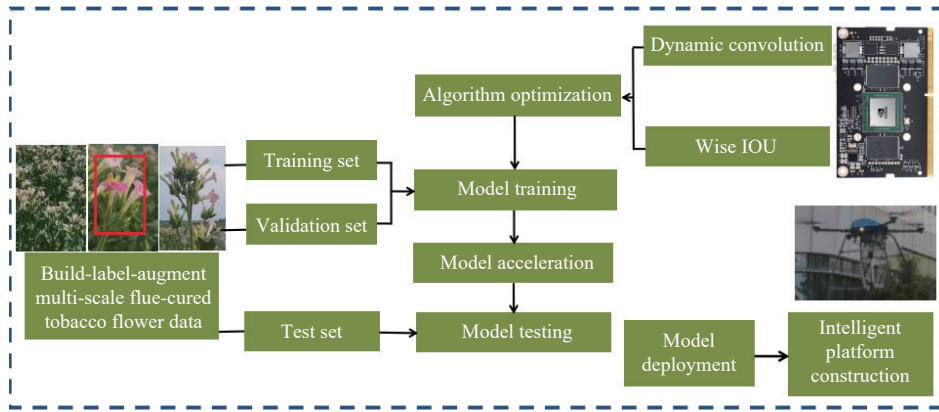 Dynamic convolution
Algorithm optimization
Wise IOU
Training set
Model training
Validation set
Model acceleration
Build-label-augment
multi-scale flue-cured
tobacco flower data
Test set
Model testing
Model
deployment
Intelligent
platform
construction